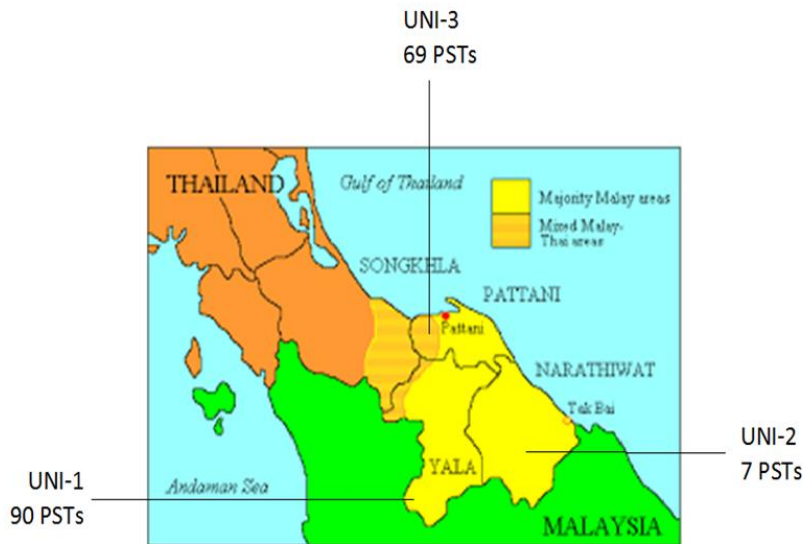 UNI-3
69 PSTs
THAILAND
Gulf of Thailand
Majority Malay areas
Mixed Malay-
Thai areas
SONGKHLA
PATTANI
Pattani
NARATHIWAT
Tak Bai
UNI-2
7 PSTs
YALA
UNI-1
90 PSTs
Andaman Sea
MALAYSIA